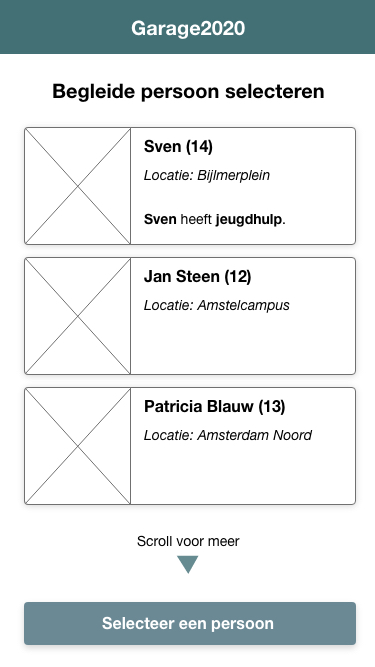 Garage2020
Begleide persoon selecteren
Sven (14)
Locatie: Bijlmerplein
Sven heeft jeugdhulp.
Jan Steen (12)
Locatie: Amstelcampus
Patricia Blauw (13)
Locatie: Amsterdam Noord
Scroll voor meer
Selecteer een persoon